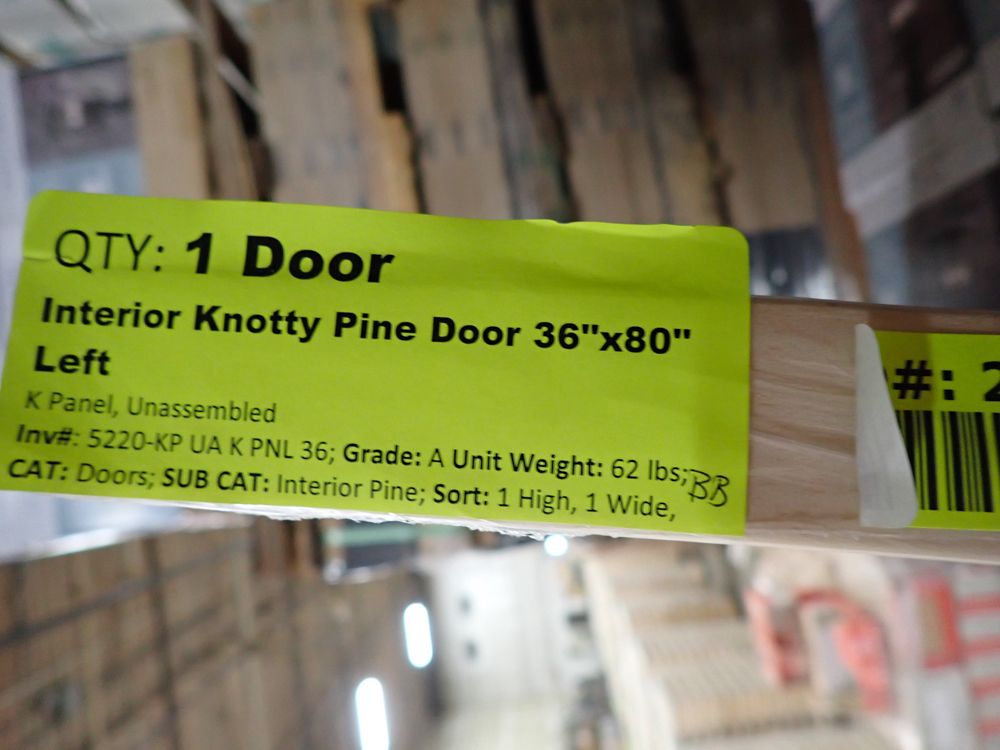 QTY: 1 Door
Interior Knotty Pine Door 36"x80"
Left
K Panel, Unassembled
Inv#: 5220-KP UA K PNL 36; Grade: A Unit Weight: 62 lbs;
BB
CAT: Doors; SUB CAT: Interior Pine; Sort: 1 High, 1 Wide,
#: 2